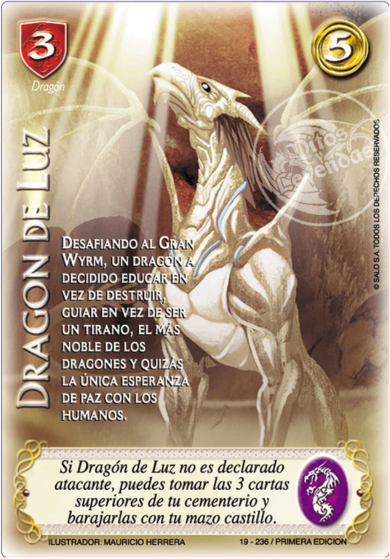 3
5
Dragón
Mitos
y
Leyendas
DRAGON DE LUZ
DESAFIANDO AL GRAN
WYRM, UN DRAGÓN A
DECIDIDO EDUCAR EN
VEZ DE DESTRUIR,
GUIAR EN VEZ DE SER
UN TIRANO, EL MÁS
NOBLE DE LOS
DRAGONES Y QUIZÁS
LA ÚNICA ESPERANZA
DE PAZ CON LOS
HUMANOS.
© SALO S.A. TODOS LOS DERECHOS RESERVADOS
Si Dragón de Luz no es declarado
atacante, puedes tomar las 3 cartas
superiores de tu cementerio y
barajarlas con tu mazo castillo.
ILUSTRADOR: MAURICIO HERRERA
19 - 236 / PRIMERA EDICION